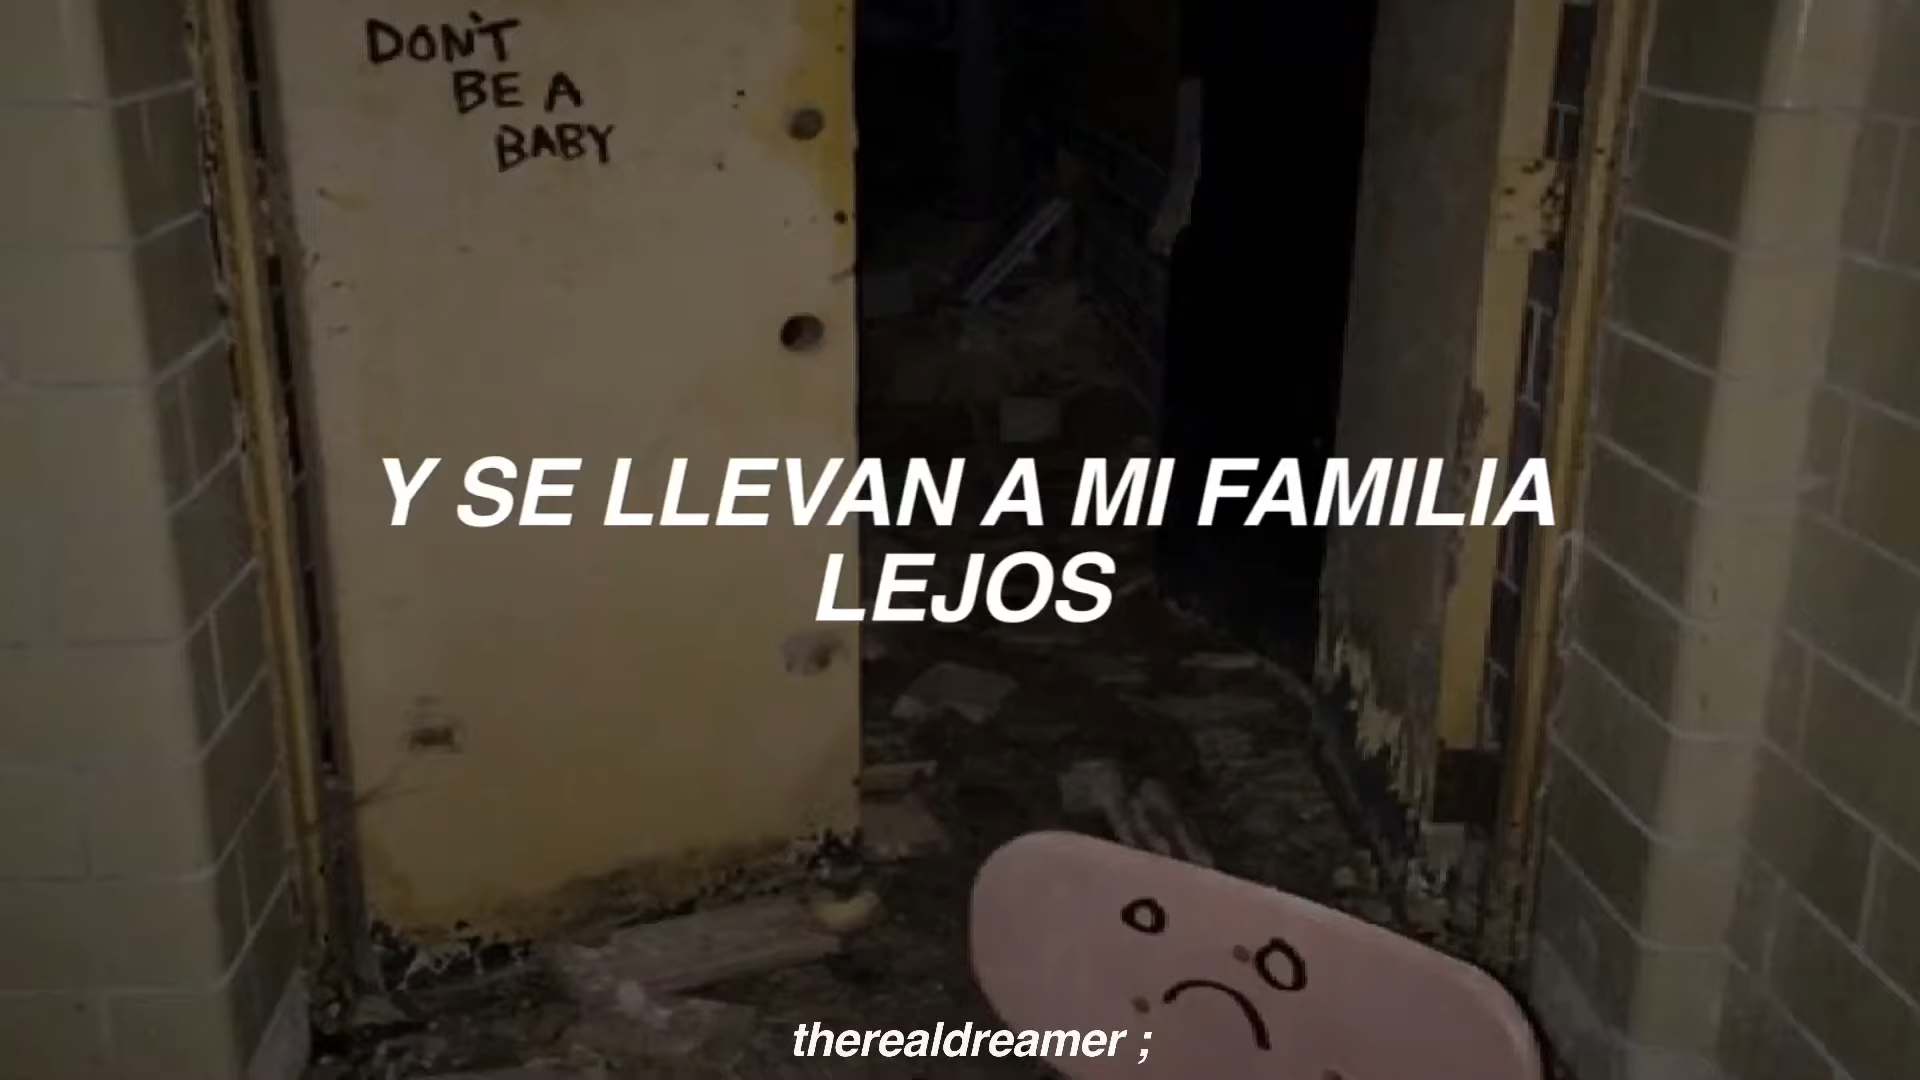 DON'T
BE A
BABY
Y SE LLEVAN A MI FAMILIA
LEJOS
therealdreamer ;